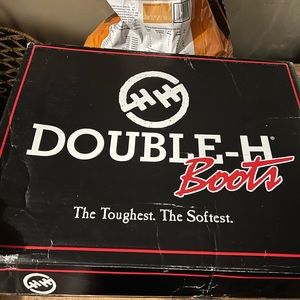 DOUBLE-H®
Boots
The Toughest. The Softest.